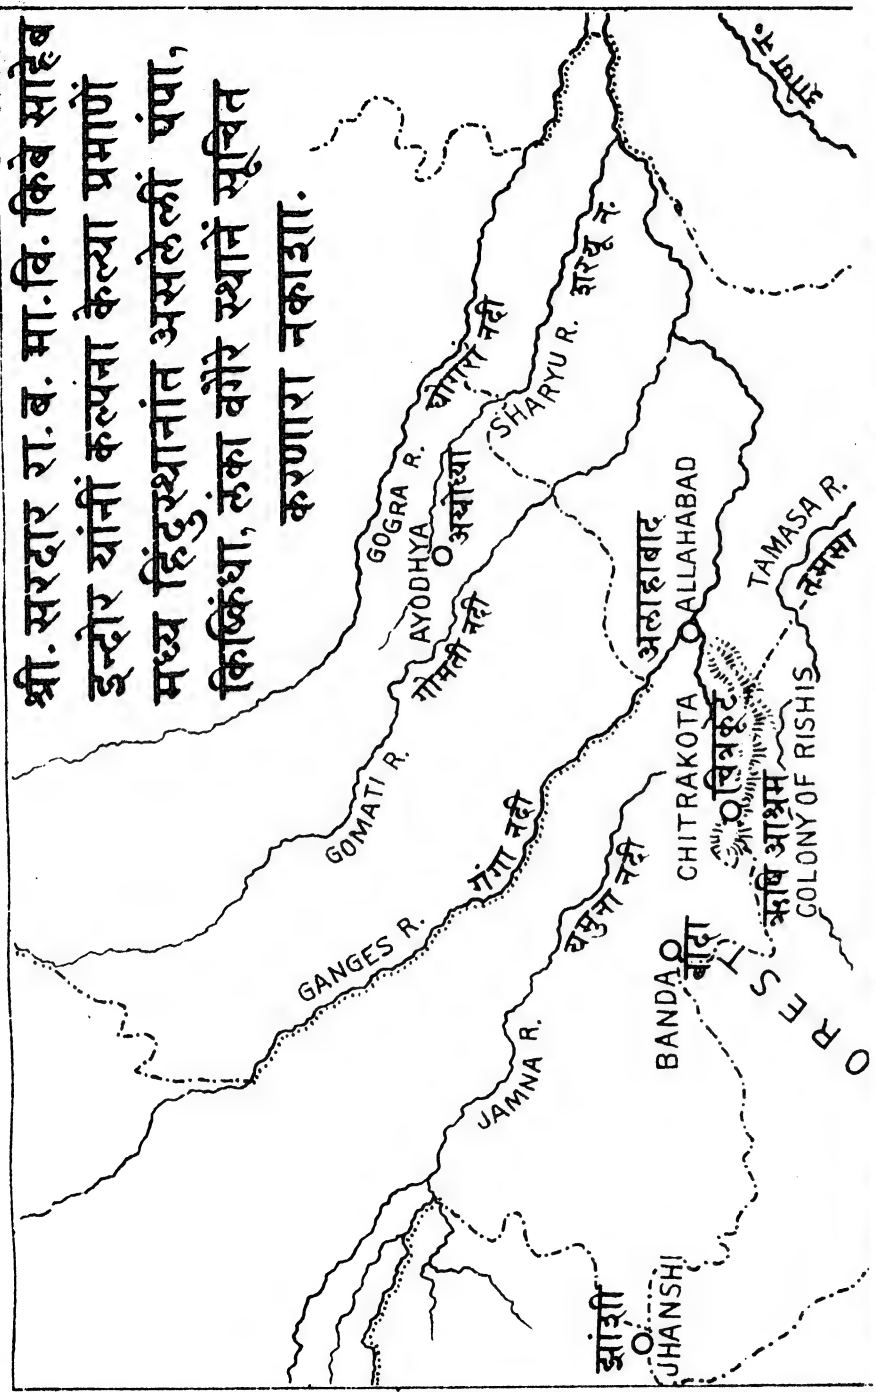 श्री. सरदार रा. ब. मा. वि. किबे साहेब
इन्दोर यांनी कल्पना केल्या प्रमाणें
मध्य हिंदुस्थानांत असलेलीं पंपा,
किष्किंधा, लंका वगैरे स्थानें सूचित
करणारा नकाशा.
GOGRA R.
घोगरा नदी
AYODHYA
अयोध्या
SHARYU R.
शरयू न.
शोण न.
गोमती नदी
GOMATI R.
GANGES R.
गंगा नदी
अलाहाबाद
ALLAHABAD
TAMASA R.
तमसा
JAMNA R.
यमुना नदी
CHITRAKOTA
चित्रकूट
ऋषि आश्रम
COLONY OF RISHIS
BANDA
बांदा
OREST
झांशी
JHANSHI